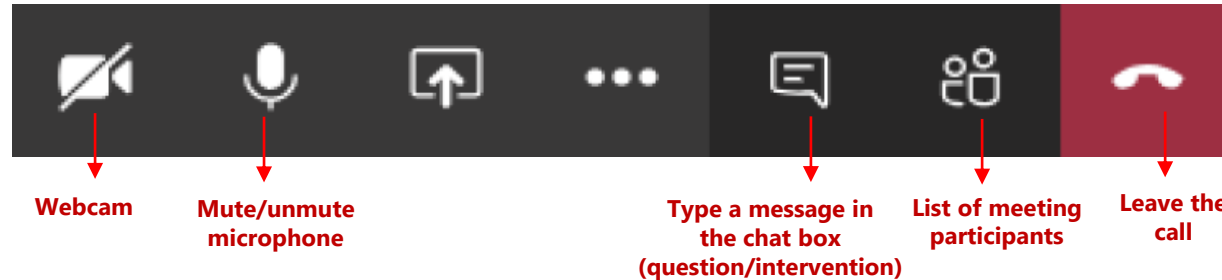 Webcam
Mute/unmute
microphone
Type a message in
the chat box
(question/intervention)
List of meeting
participants
Leave the
call